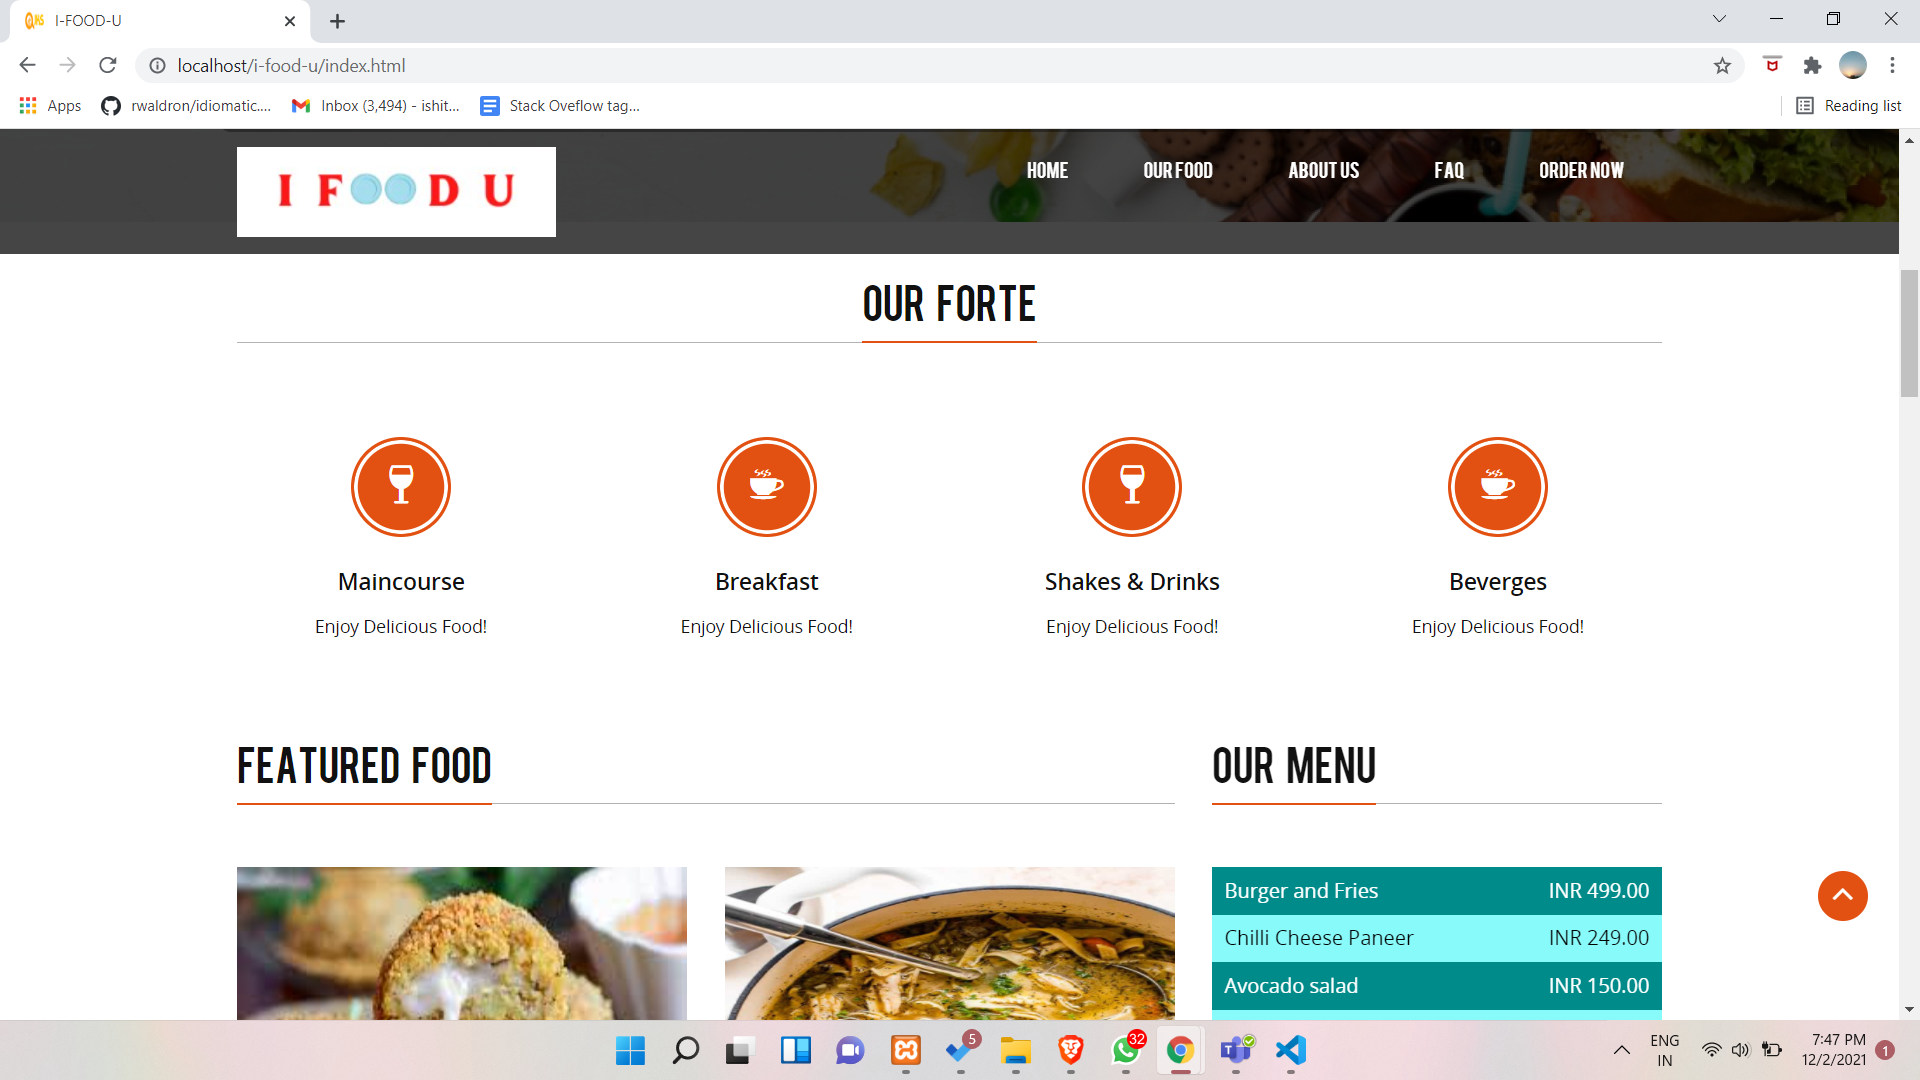 I-FOOD-U
localhost/i-food-u/index.html
Apps
rwaldron/idiomatic....
Inbox (3,494) - ishit...
Stack Oveflow tag...
Reading list
I FOOD U
HOME
OUR FOOD
ABOUT US
FAQ
ORDER NOW
OUR FORTE
Maincourse
Enjoy Delicious Food!
Breakfast
Enjoy Delicious Food!
Shakes & Drinks
Enjoy Delicious Food!
Beverges
Enjoy Delicious Food!
FEATURED FOOD
OUR MENU
Burger and Fries INR 499.00
Chilli Cheese Paneer INR 249.00
Avocado salad INR 150.00
5
32
ENG
IN
7:47 PM
12/2/2021
1